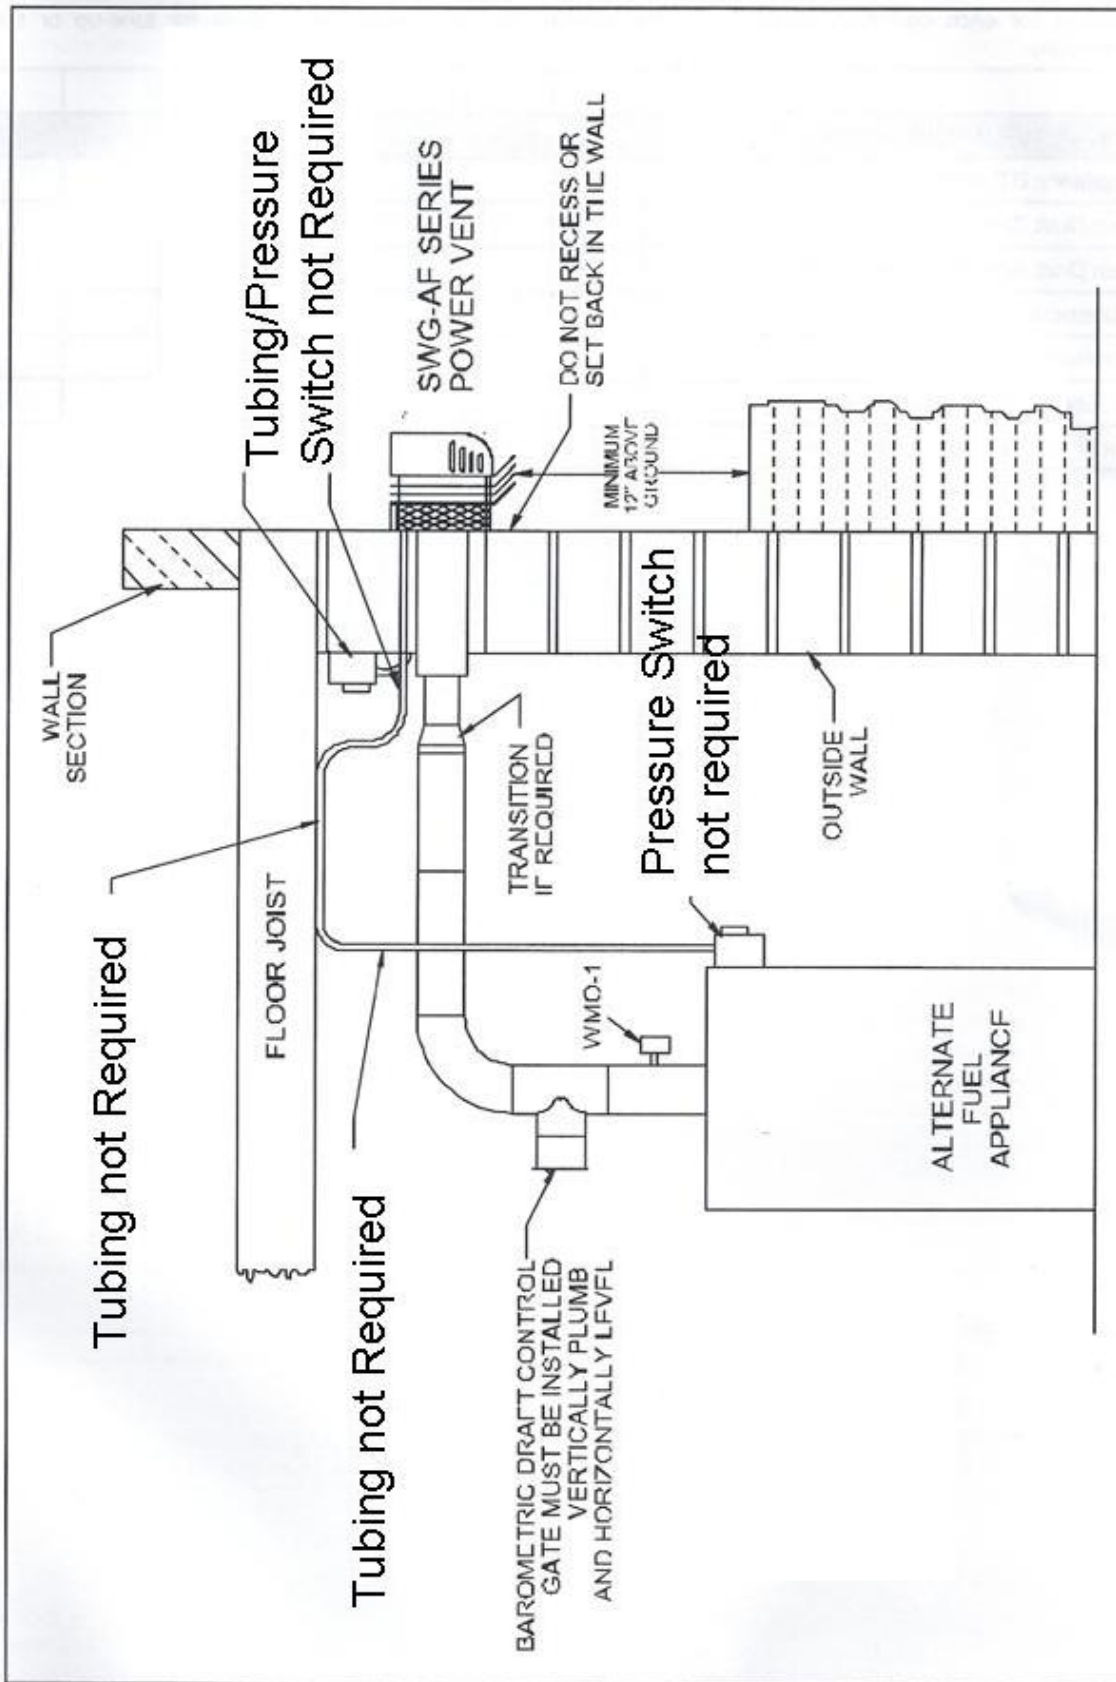 WALL
SECTION
Tubing/Pressure
Switch not Required
Tubing not Required
FLOOR JOIST
SWG-AF SERIES
POWER VENT
DO NOT RECESS OR
SET BACK IN THE WALL
MINIMUM
12" ABOVE
GROUND
TRANSITION
IF REQUIRED
Tubing not Required
Pressure Switch
not required
WMO-1
BAROMETRIC DRAFT CONTROL
GATE MUST BE INSTALLED
VERTICALLY PLUMB
AND HORIZONTALLY LEVEL
OUTSIDE
WALL
ALTERNATE
FUEL
APPLIANCE